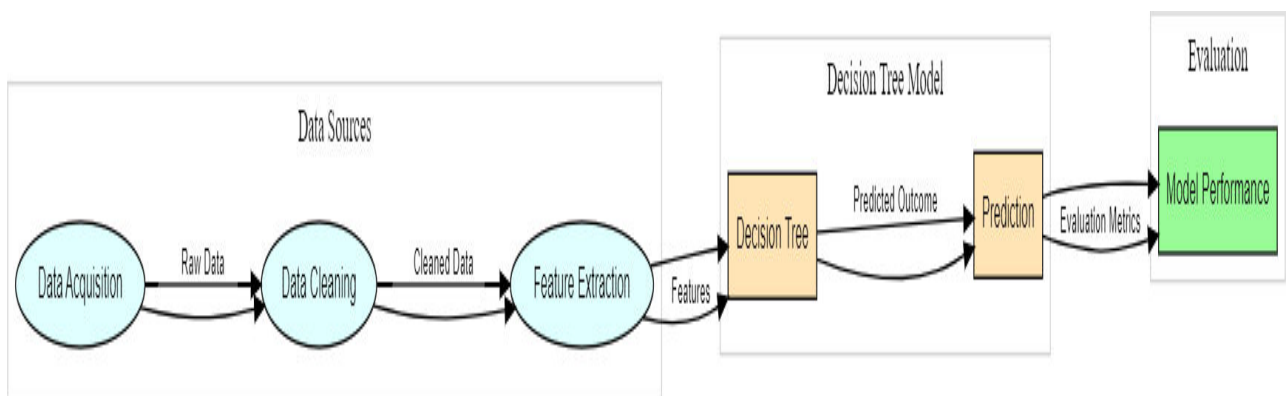 Data Sources
Data Acquisition
Raw Data
Data Cleaning
Cleaned Data
Feature Extraction
Features
Decision Tree Model
Decision Tree
Predicted Outcome
Prediction
Evaluation Metrics
Evaluation
Model Performance